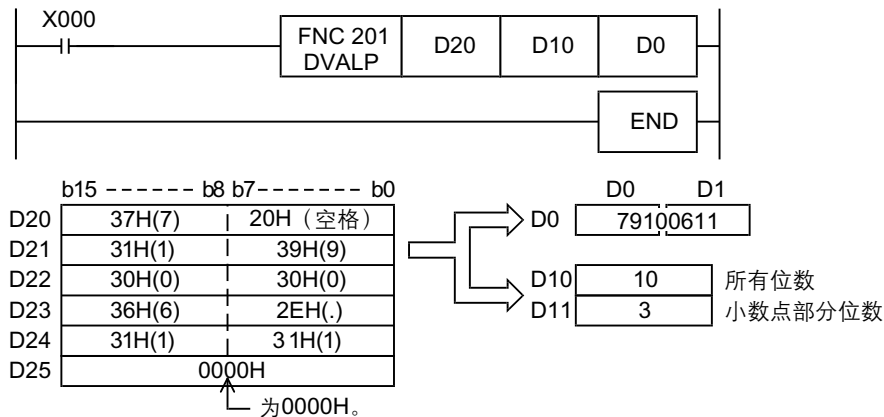 X000
FNC 201 DVALP D20 D10 D0
END
b15 b8 b7 b0
D20 37H(7) 20H（空格）
D21 31H(1) 39H(9)
D22 30H(0) 30H(0)
D23 36H(6) 2EH(.)
D24 31H(1) 31H(1)
D25 0000H
为0000H。
D0 D1
D0 79100611
D10 10 所有位数
D11 3 小数点部分位数